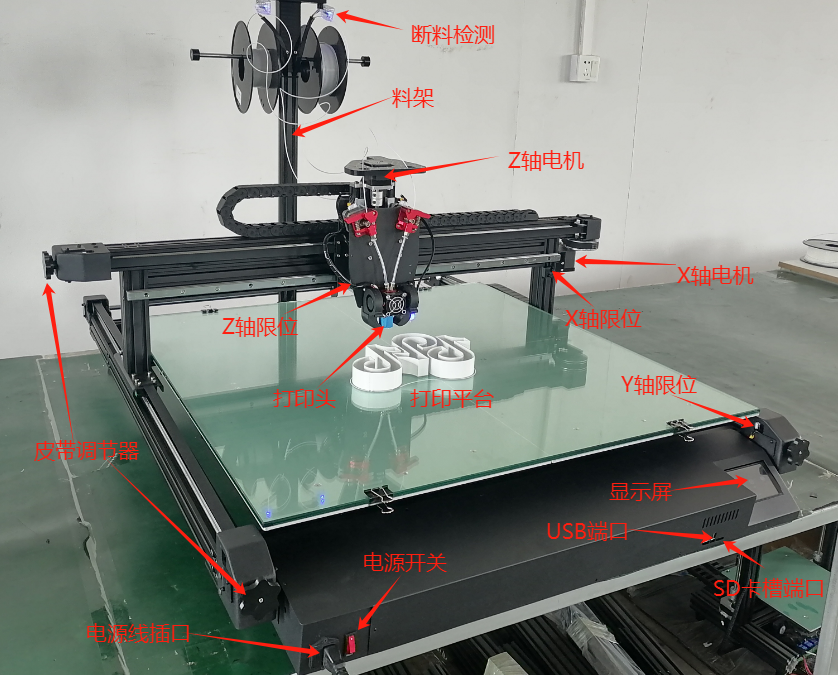 断料检测
料架
Z轴电机
X轴电机
Z轴限位
X轴限位
打印头
打印平台
Y轴限位
皮带调节器
显示屏
USB端口
电源开关
SD卡槽端口
电源线插口